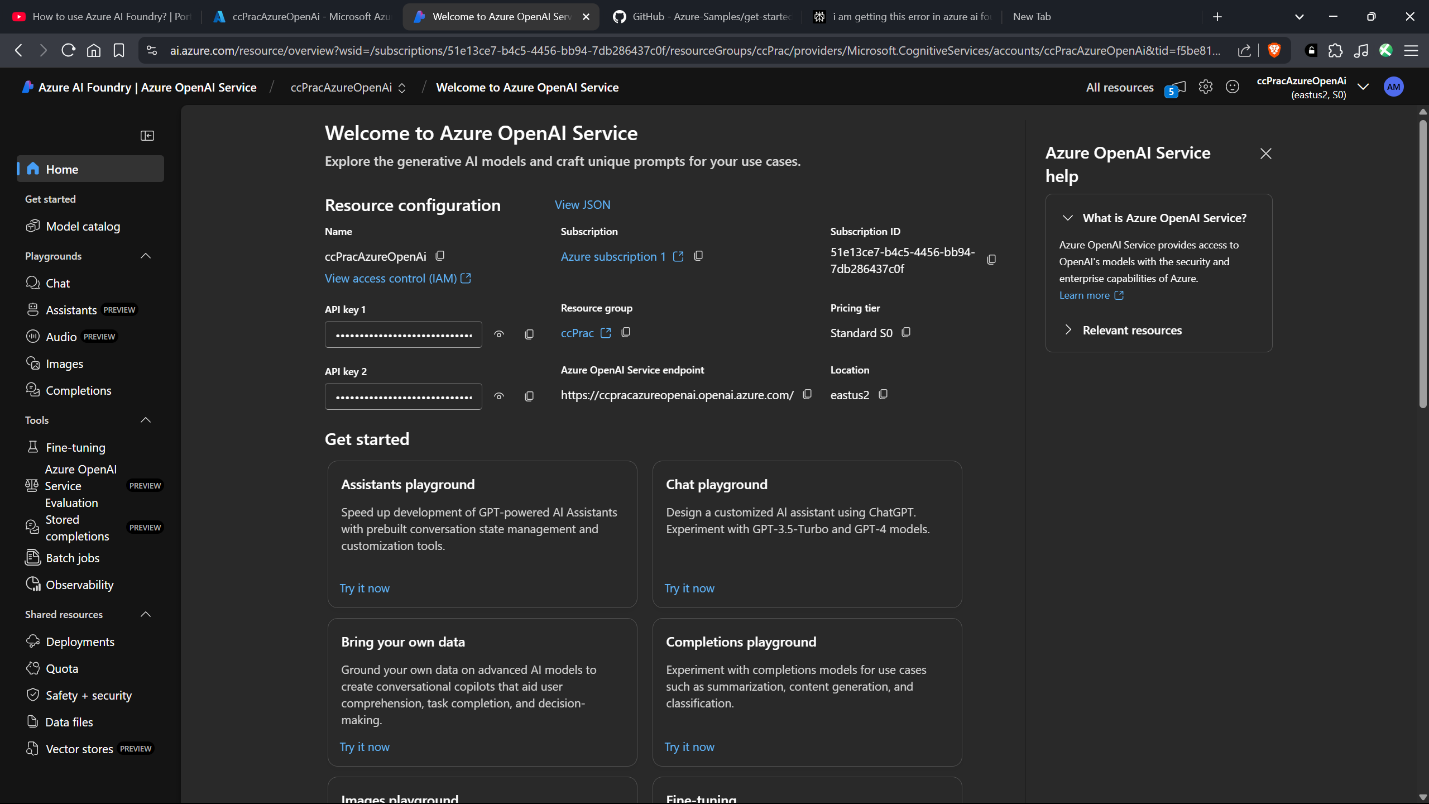 How to use Azure AI Foundry? | Port
ccPracAzureOpenAi - Microsoft Azu
Welcome to Azure OpenAI Serv
GitHub - Azure-Samples/get-starte
i am getting this error in azure ai fo
New Tab
ai.azure.com/resource/overview?wsid=/subscriptions/51e13ce7-b4c5-4456-bb94-7db286437c0f/resourceGroups/ccPrac/providers/Microsoft.CognitiveServices/accounts/ccPracAzureOpenAi&tid=f5be81...
Azure AI Foundry | Azure OpenAI Service / ccPracAzureOpenAi / Welcome to Azure OpenAI Service
All resources
5
ccPracAzureOpenAi
(eastus2, S0)
AM
Home
Get started
Model catalog
Playgrounds
Chat
Assistants PREVIEW
Audio PREVIEW
Images
Completions
Tools
Fine-tuning
Azure OpenAI
Service PREVIEW
Evaluation
Stored
completions PREVIEW
Batch jobs
Observability
Shared resources
Deployments
Quota
Safety + security
Data files
Vector stores PREVIEW
Welcome to Azure OpenAI Service
Explore the generative AI models and craft unique prompts for your use cases.
Resource configuration
View JSON
Name
ccPracAzureOpenAi
View access control (IAM)
Subscription
Azure subscription 1
Subscription ID
51e13ce7-b4c5-4456-bb94-
7db286437c0f
API key 1
••••••••••••••••••••••••••••••••
Resource group
ccPrac
Pricing tier
Standard S0
API key 2
••••••••••••••••••••••••••••••••
Azure OpenAI Service endpoint
https://ccpracazureopenai.openai.azure.com/
Location
eastus2
Get started
Assistants playground
Speed up development of GPT-powered AI Assistants
with prebuilt conversation state management and
customization tools.
Try it now
Chat playground
Design a customized AI assistant using ChatGPT.
Experiment with GPT-3.5-Turbo and GPT-4 models.
Try it now
Bring your own data
Ground your own data on advanced AI models to
create conversational copilots that aid user
comprehension, task completion, and decision-
making.
Try it now
Completions playground
Experiment with completions models for use cases
such as summarization, content generation, and
classification.
Try it now
Images playground
Fine-tuning
Azure OpenAI Service
help
What is Azure OpenAI Service?
Azure OpenAI Service provides access to
OpenAI's models with the security and
enterprise capabilities of Azure.
Learn more
Relevant resources